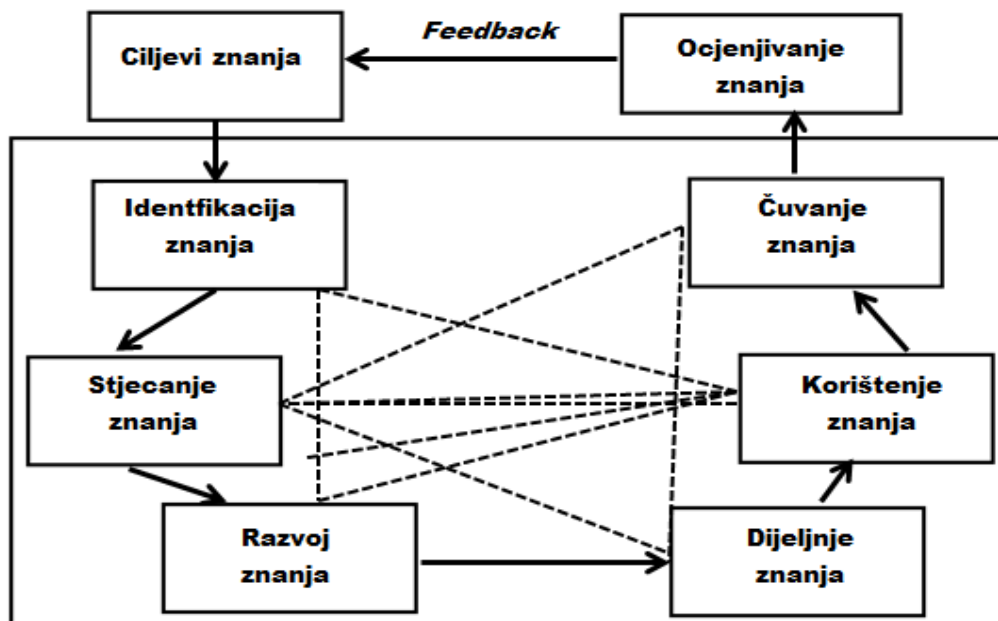 Ciljevi znanja
Feedback
Ocjenjivanje
znanja
Identfikacija
znanja
Čuvanje
znanja
Stjecanje
znanja
Korištenje
znanja
Razvoj
znanja
Dijeljnje
znanja